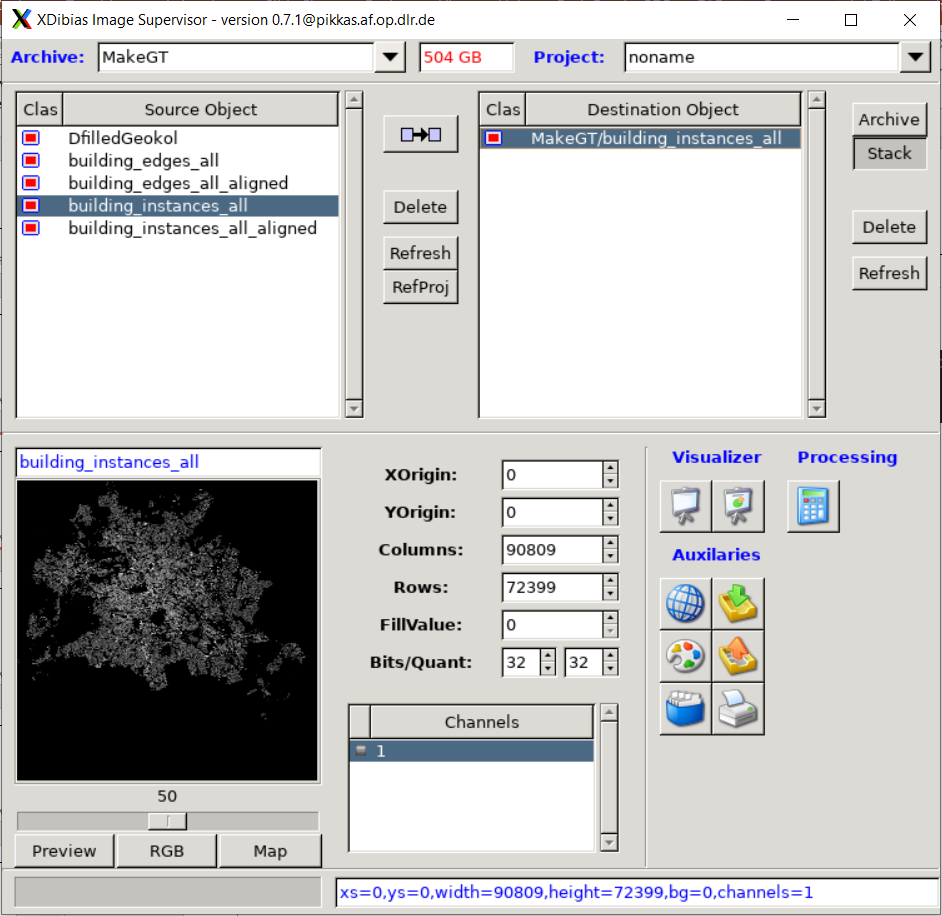 XDibias Image Supervisor - version 0.7.1@pikkas.af.op.dlr.de
Archive: MakeGT 504 GB Project: noname
Clas Source Object
DfilledGeokol
building_edges_all
building_edges_all_aligned
building_instances_all
building_instances_all_aligned
Delete
Refresh
RefProj
Clas Destination Object
MakeGT/building_instances_all
Archive
Stack
Delete
Refresh
building_instances_all
50
Preview RGB Map
XOrigin: 0
YOrigin: 0
Columns: 90809
Rows: 72399
FillValue: 0
Bits/Quant: 32 32
Channels
1
Visualizer Processing
Auxilaries
xs=0,ys=0,width=90809,height=72399,bg=0,channels=1